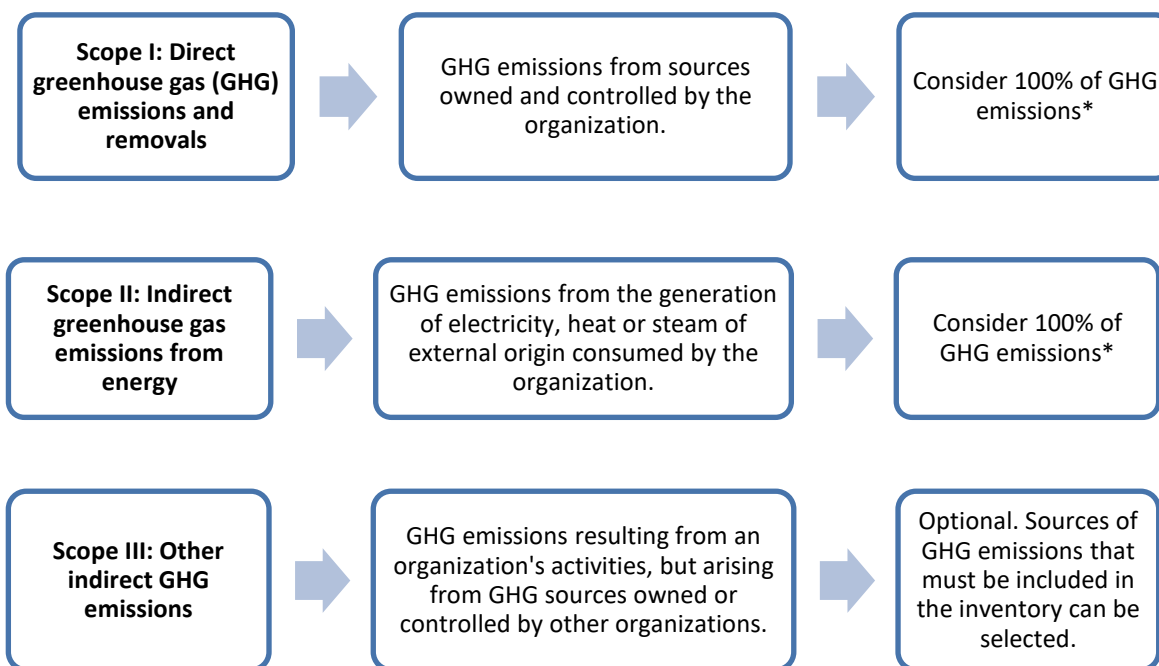 Scope I: Direct
greenhouse gas (GHG)
emissions and
removals
GHG emissions from sources
owned and controlled by the
organization.
Consider 100% of GHG
emissions*
Scope II: Indirect
greenhouse gas
emissions from
energy
GHG emissions from the generation
of electricity, heat or steam of
external origin consumed by the
organization.
Consider 100% of
GHG emissions*
Scope III: Other
indirect GHG
emissions
GHG emissions resulting from an
organization's activities, but arising
from GHG sources owned or
controlled by other organizations.
Optional. Sources of
GHG emissions that
must be included in
the inventory can be
selected.